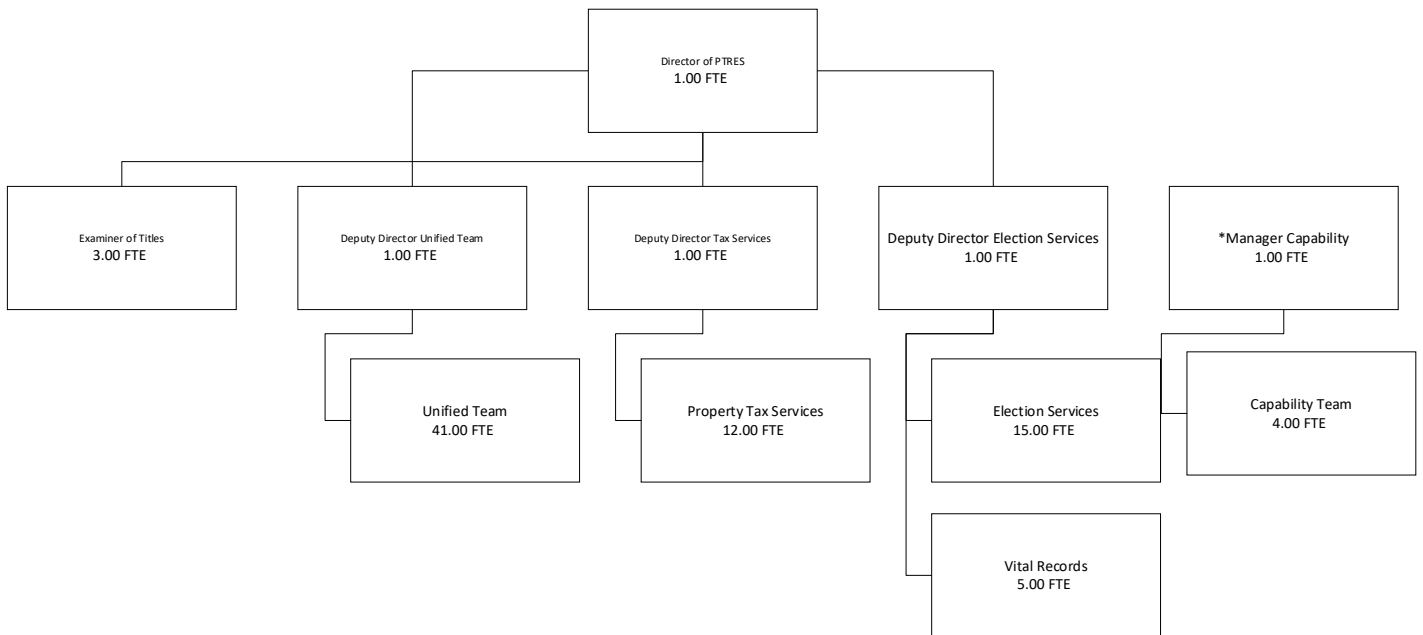 Director of PTRES
1.00 FTE
Examiner of Titles
3.00 FTE
Deputy Director Unified Team
1.00 FTE
Deputy Director Tax Services
1.00 FTE
Deputy Director Election Services
1.00 FTE
*Manager Capability
1.00 FTE
Unified Team
41.00 FTE
Property Tax Services
12.00 FTE
Election Services
15.00 FTE
Capability Team
4.00 FTE
Vital Records
5.00 FTE